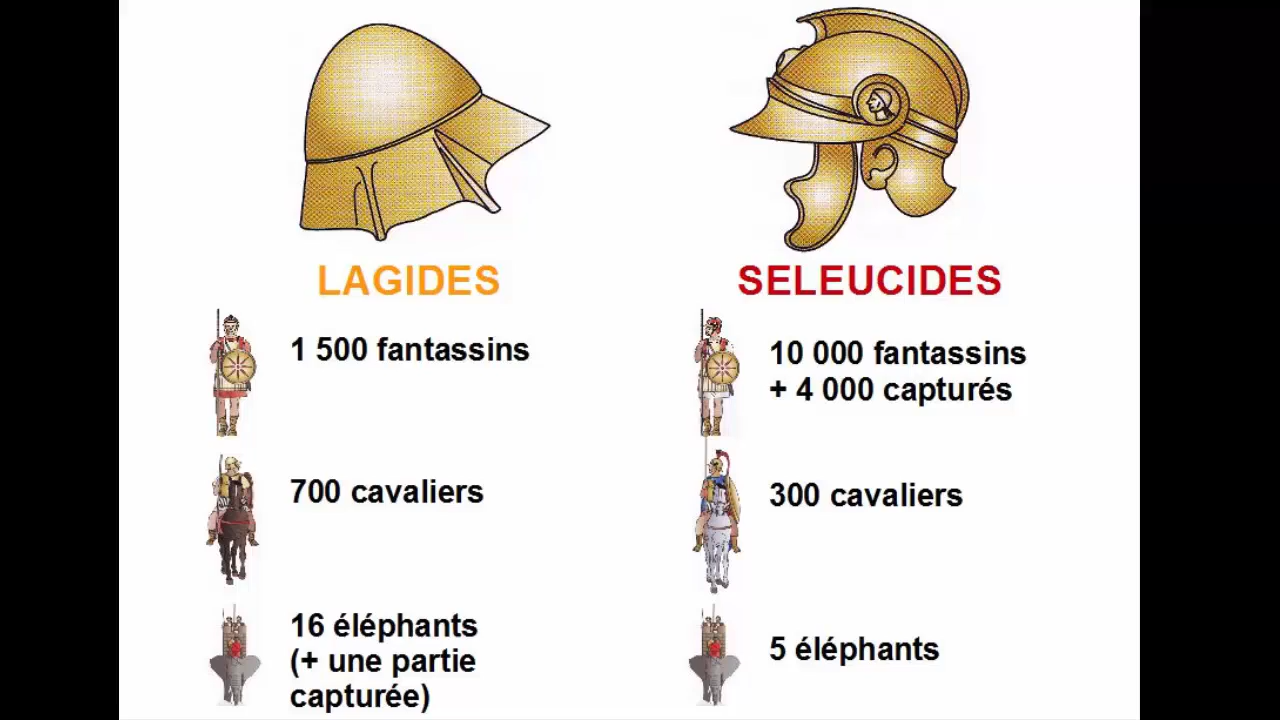 LAGIDES
1 500 fantassins
700 cavaliers
16 éléphants
(+ une partie
capturée)
SELEUCIDES
10 000 fantassins
+ 4 000 capturés
300 cavaliers
5 éléphants